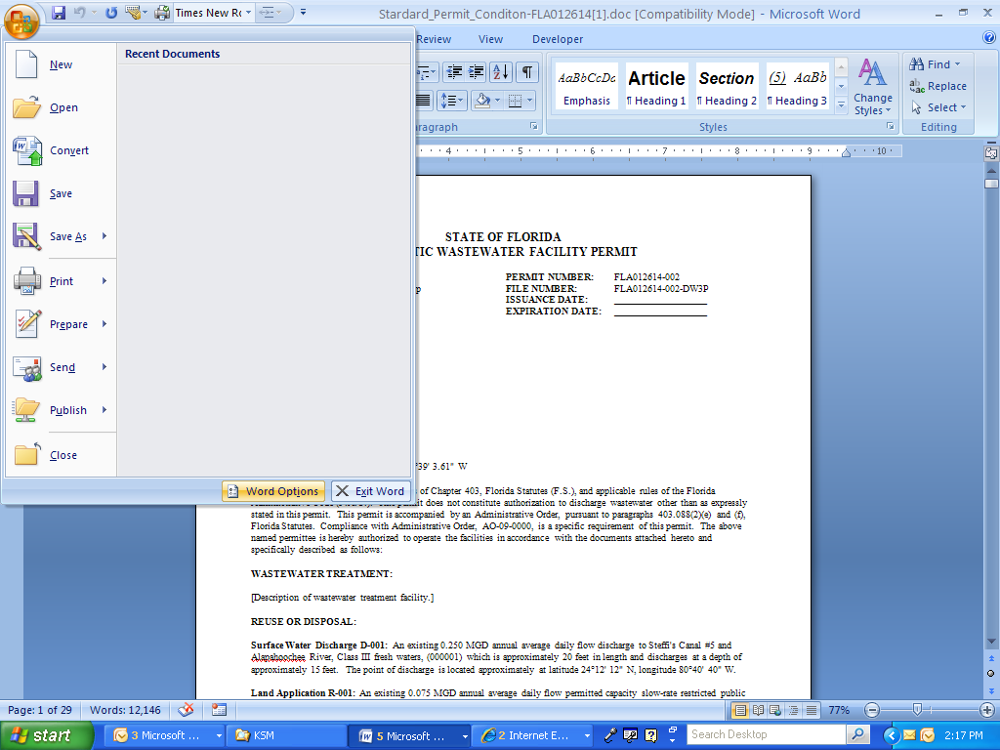 Times New Ro
Stardard_Permit_Conditon-FLA012614[1].doc [Compatibility Mode] - Microsoft Word
Review View Developer
Recent Documents
New
Open
Convert
Save
Save As
Print
Prepare
Send
Publish
Close
Word Options
Exit Word
AaBbCcDc
Emphasis
Article
¶ Heading 1
Section
¶ Heading 2
(5) AaBb
¶ Heading 3
Change
Styles
Find
Replace
Select
aragraph
Styles
Editing
4 5 6 7 8 9 10
STATE OF FLORIDA
TIC WASTEWATER FACILITY PERMIT
PERMIT NUMBER: FLA012614-002
p FILE NUMBER: FLA012614-002-DW3P
ISSUANCE DATE:
EXPIRATION DATE:
39' 3.61" W
of Chapter 403, Florida Statutes (F.S.), and applicable rules of the Florida
permit does not constitute authorization to discharge wastewater other than as expressly
stated in this permit. This permit is accompanied by an Administrative Order, pursuant to paragraphs 403.088(2)(e) and (f),
Florida Statutes. Compliance with Administrative Order, AO-09-0000, is a specific requirement of this permit. The above
named permittee is hereby authorized to operate the facilities in accordance with the documents attached hereto and
specifically described as follows:
WASTEWATER TREATMENT:
[Description of wastewater treatment facility.]
REUSE OR DISPOSAL:
Surface Water Discharge D-001: An existing 0.250 MGD annual average daily flow discharge to Steffi's Canal #5 and
Alapahoochee River, Class III fresh waters, (000001) which is approximately 20 feet in length and discharges at a depth of
approximately 15 feet. The point of discharge is located approximately at latitude 24°12' 12" N, longitude 80°40' 40" W.
Land Application R-001: An existing 0.075 MGD annual average daily flow permitted capacity slow-rate restricted public
Page: 1 of 29 Words: 12,146 77%
start
3 Microsoft ...
KSM
5 Microsoft ...
2 Internet E...
Search Desktop
2:17 PM